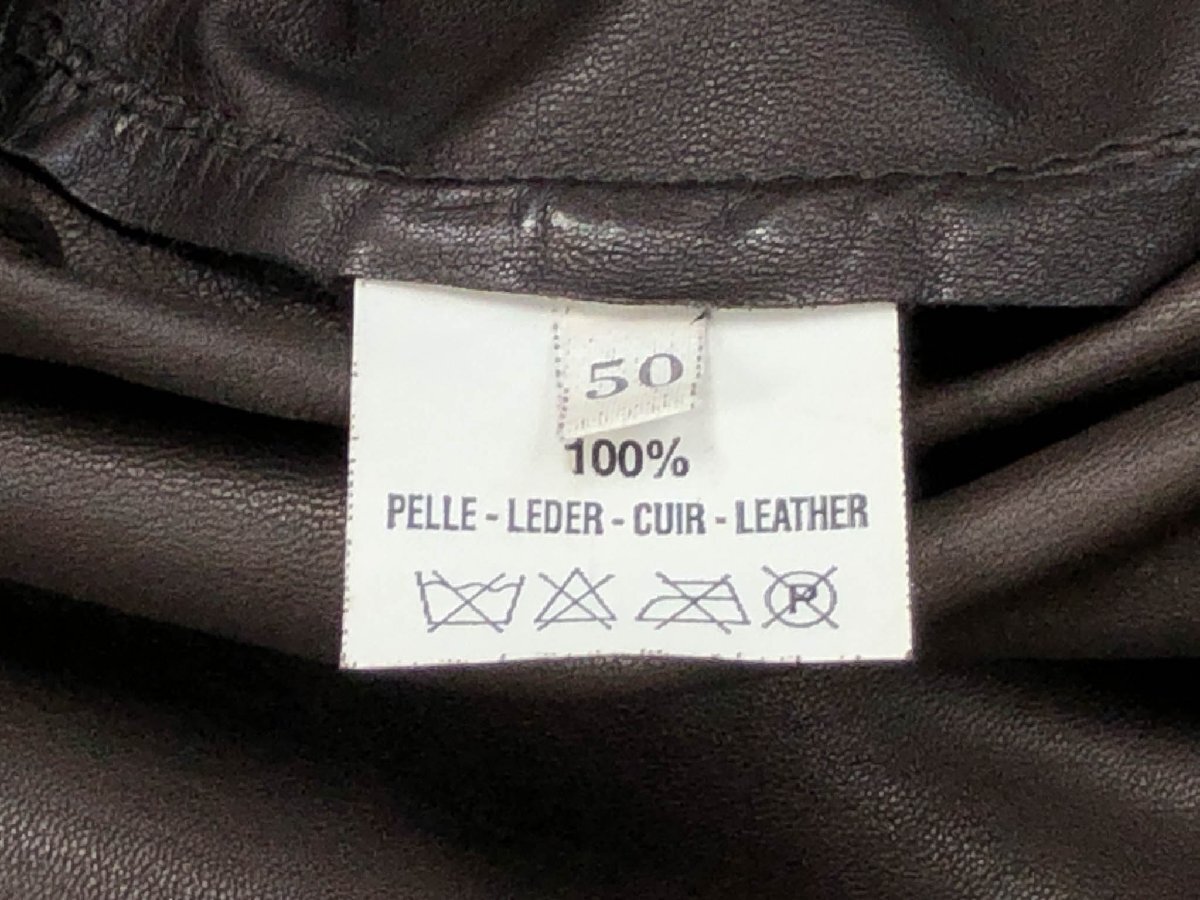 50
100%
PELLE - LEDER - CUIR - LEATHER
P